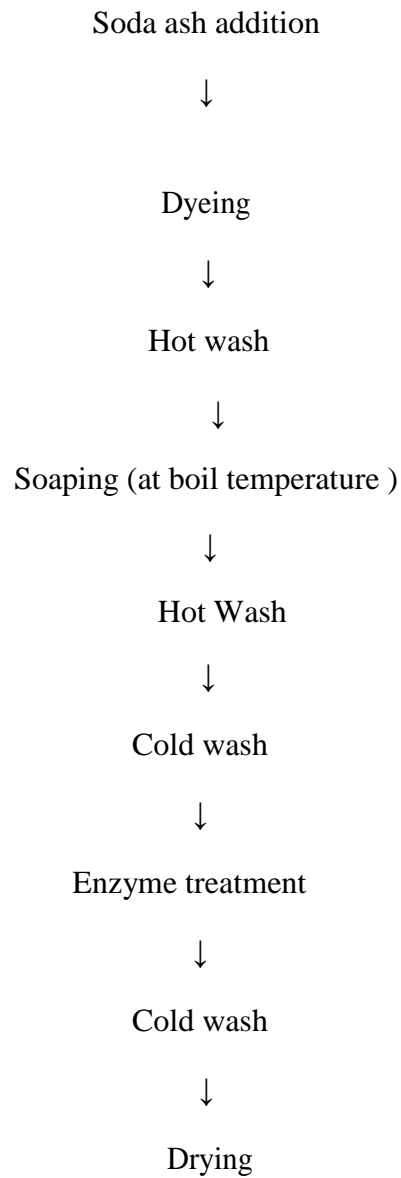 Soda ash addition
↓
Dyeing
↓
Hot wash
↓
Soaping (at boil temperature )
↓
Hot Wash
↓
Cold wash
↓
Enzyme treatment
↓
Cold wash
↓
Drying